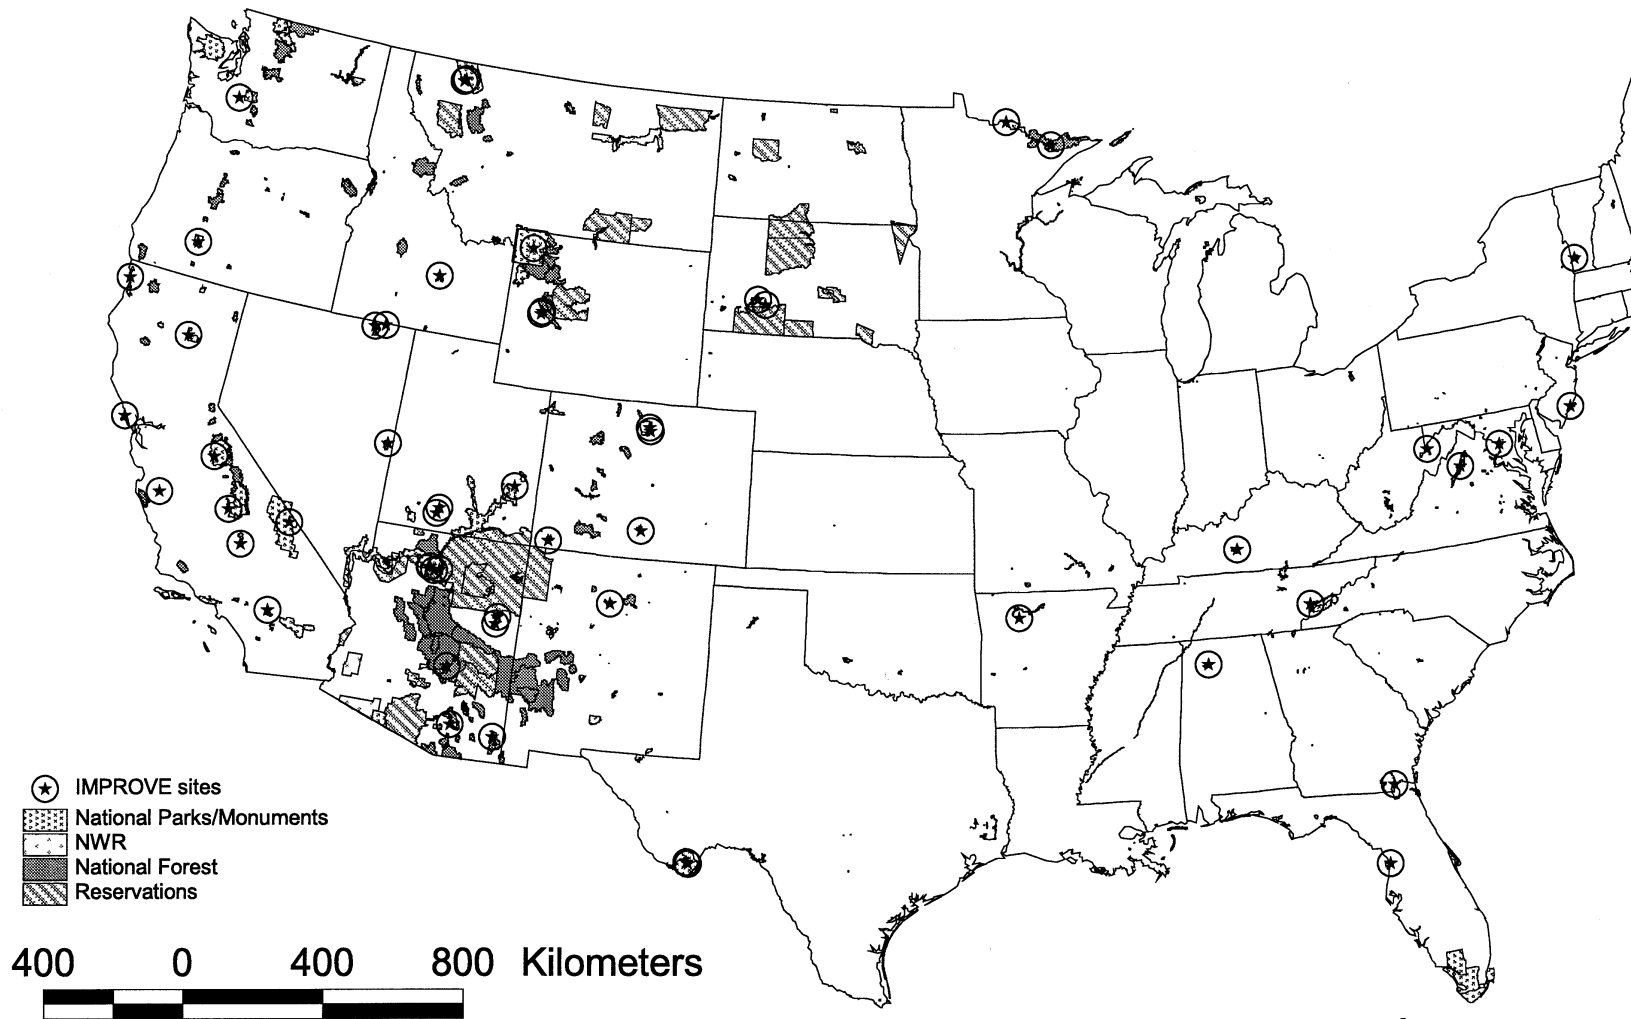 IMPROVE sites
National Parks/Monuments
NWR
National Forest
Reservations
400 0 400 800 Kilometers